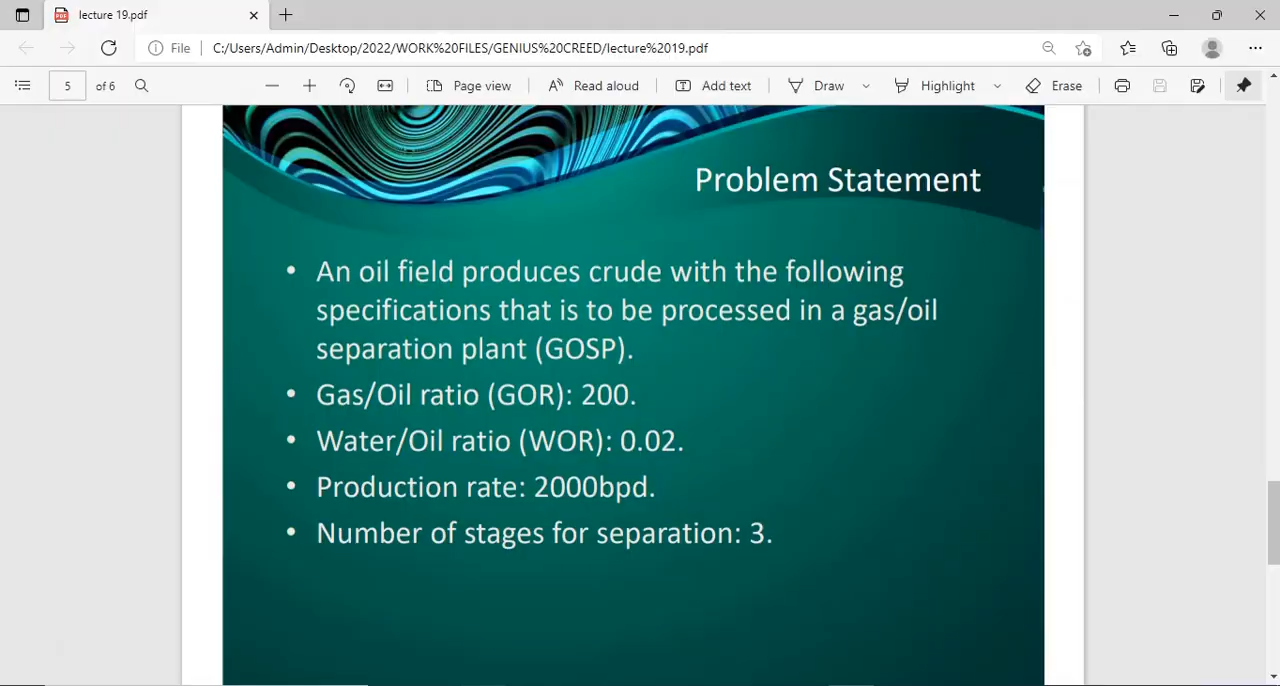 lecture 19.pdf
File C:/Users/Admin/Desktop/2022/WORK%20FILES/GENIUS%20CREED/lecture%2019.pdf
5 of 6 Page view Read aloud Add text Draw Highlight Erase
Problem Statement
• An oil field produces crude with the following
specifications that is to be processed in a gas/oil
separation plant (GOSP).
• Gas/Oil ratio (GOR): 200.
• Water/Oil ratio (WOR): 0.02.
• Production rate: 2000bpd.
• Number of stages for separation: 3.